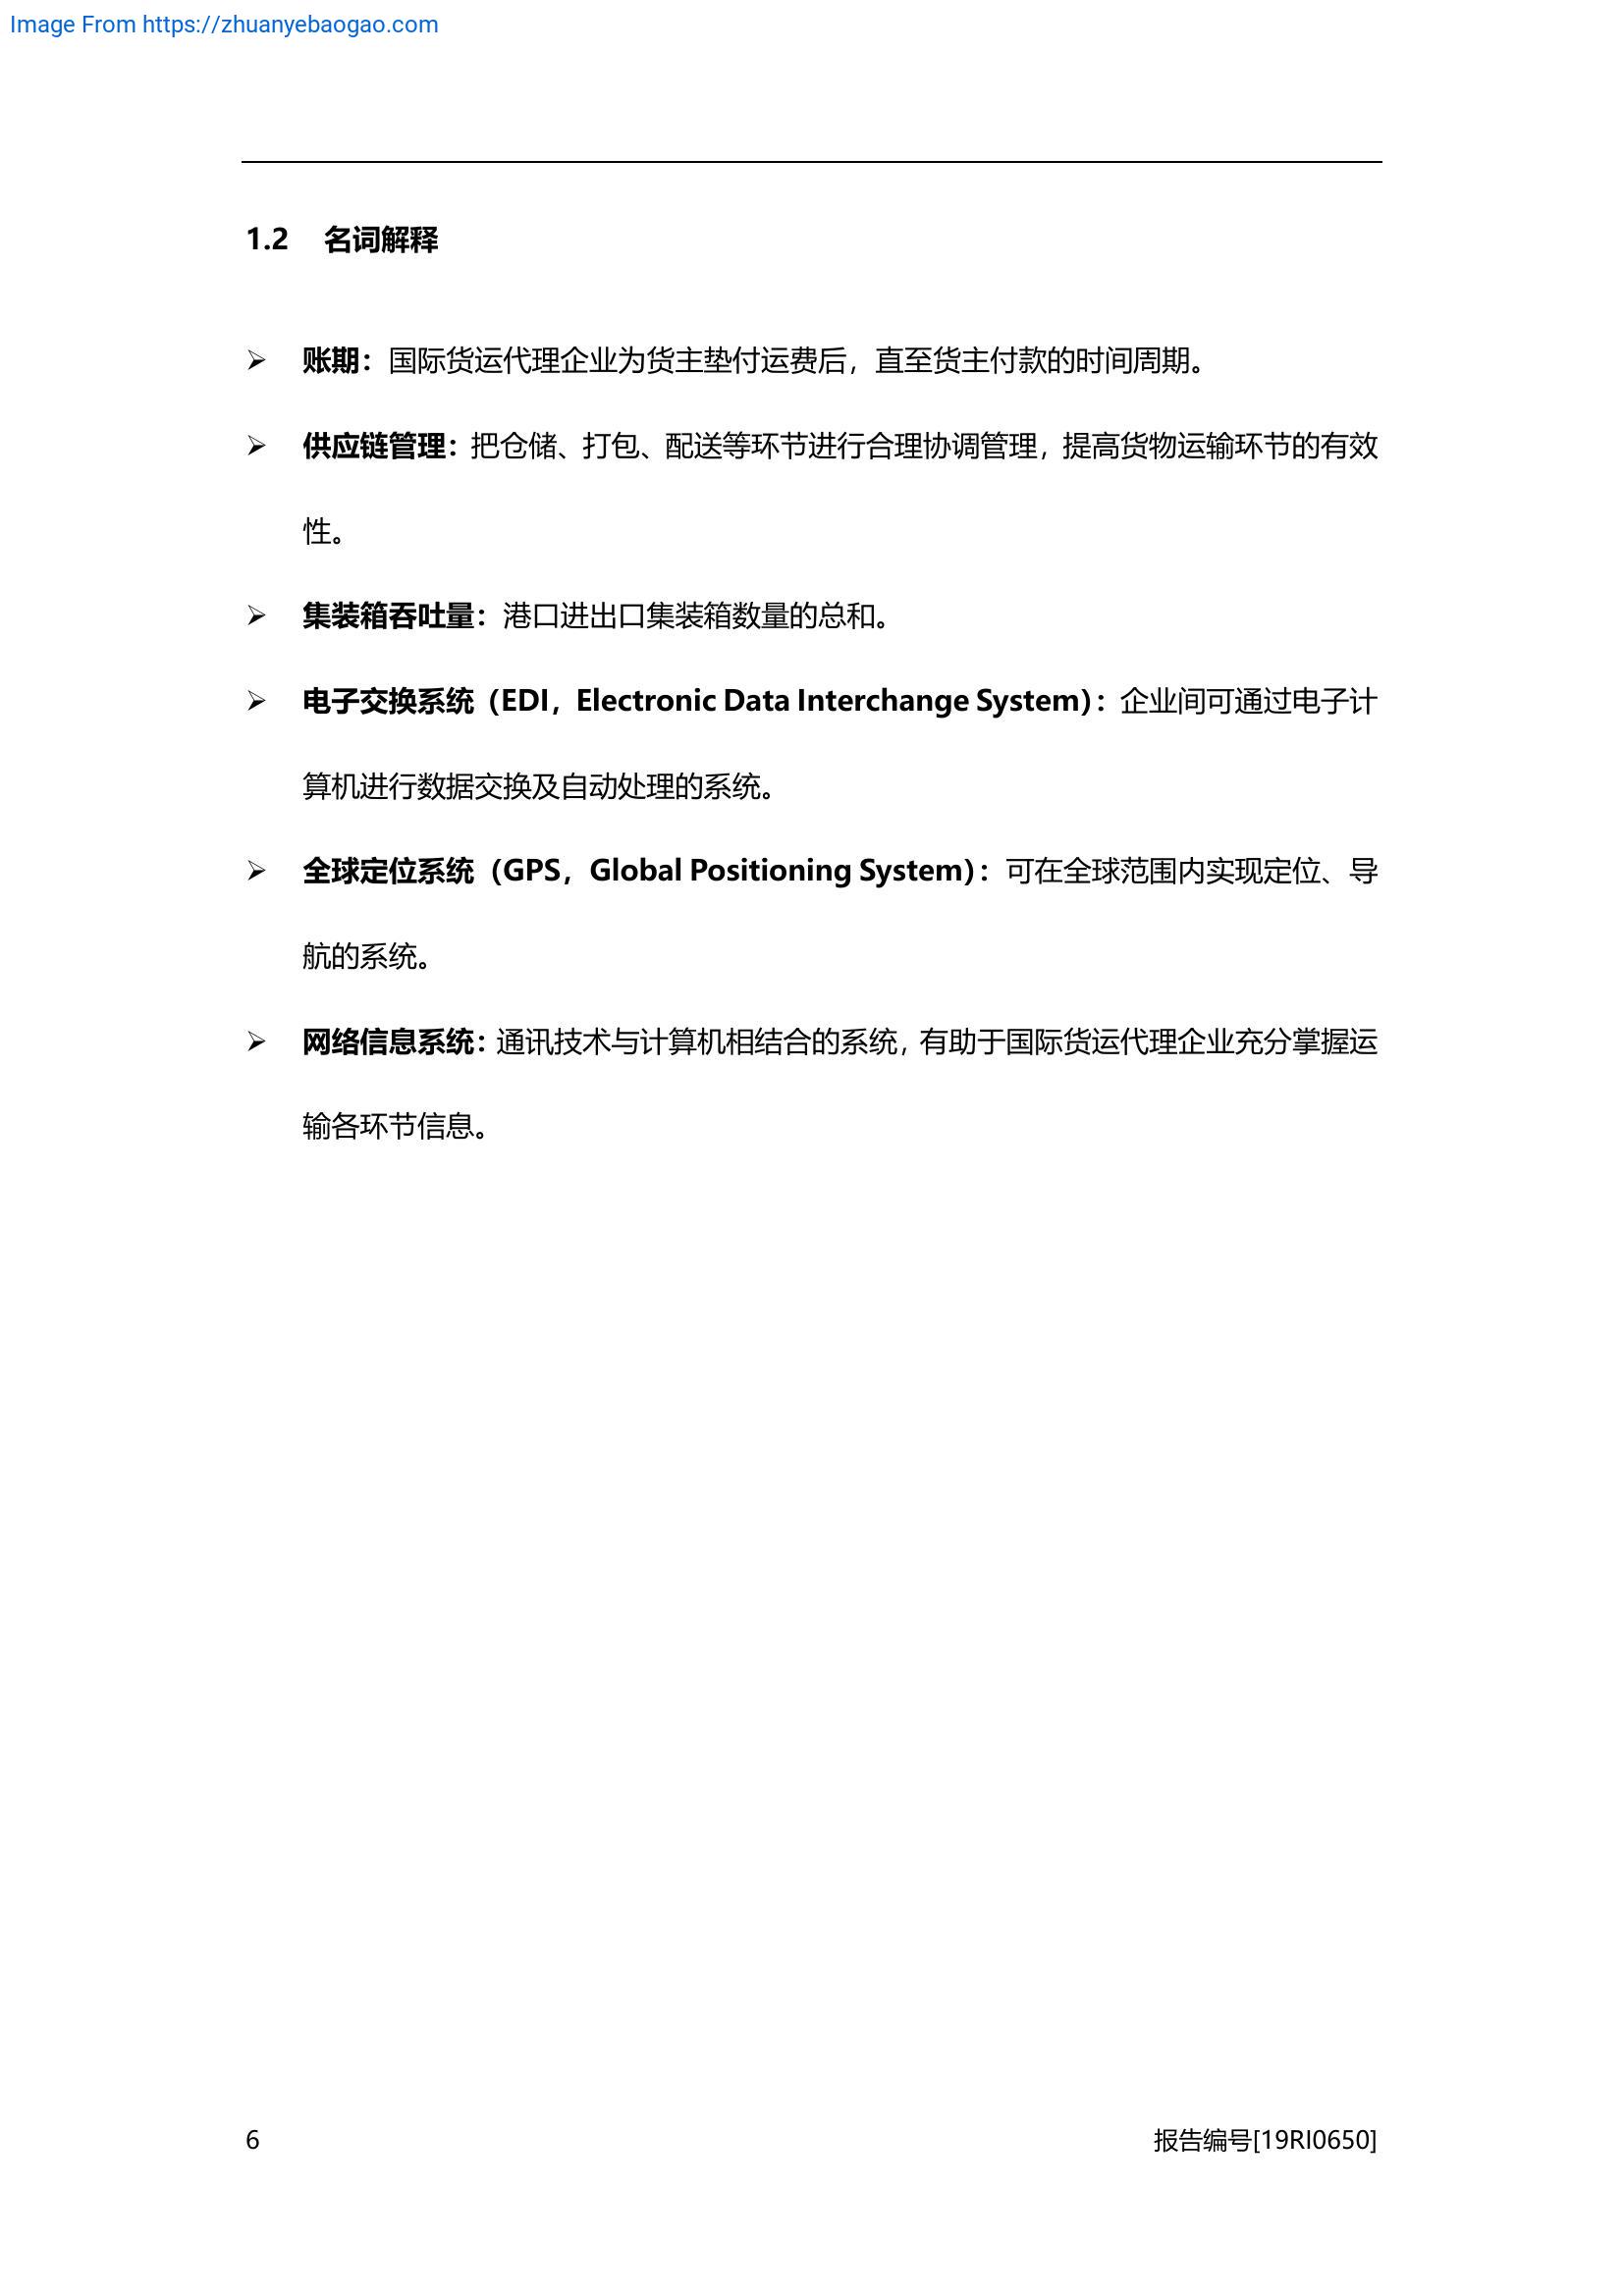 Image From https://zhuanyebaogao.com
1.2 名词解释
➢ 账期：国际货运代理企业为货主垫付运费后，直至货主付款的时间周期。
➢ 供应链管理：把仓储、打包、配送等环节进行合理协调管理，提高货物运输环节的有效
性。
➢ 集装箱吞吐量：港口进出口集装箱数量的总和。
➢ 电子交换系统（EDI，Electronic Data Interchange System）：企业间可通过电子计
算机进行数据交换及自动处理的系统。
➢ 全球定位系统（GPS，Global Positioning System）：可在全球范围内实现定位、导
航的系统。
➢ 网络信息系统：通讯技术与计算机相结合的系统，有助于国际货运代理企业充分掌握运
输各环节信息。
6 报告编号[19RI0650]